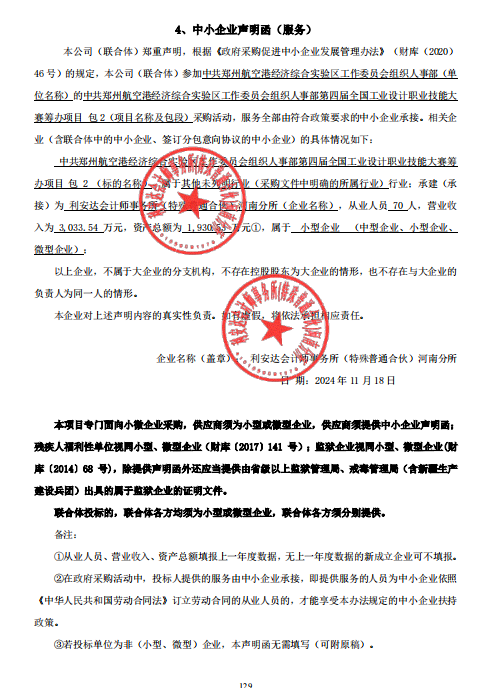 4、中小企业声明函（服务）
本公司（联合体）郑重声明，根据《政府采购促进中小企业发展管理办法》（财库（2020）
46号）的规定，本公司（联合体）参加中共郑州航空港经济综合实验区工作委员会组织人事部（单
位名称）的中共郑州航空港经济综合实验区工作委员会组织人事部第四届全国工业设计职业技能大
赛筹办项目 包2（项目名称及包段）采购活动，服务全部由符合政策要求的中小企业承接。相关企
业（含联合体中的中小企业、签订分包意向协议的中小企业）的具体情况如下：
中共郑州航空港经济综合实验区工作委员会组织人事部第四届全国工业设计职业技能大赛筹
办项目 包 2 （标的名称），属于其他未列明行业（采购文件中明确的所属行业）行业；承建（承
接）为 利安达会计师事务所（特殊普通合伙）河南分所（企业名称），从业人员 70 人，营业收
入为 3,033.54 万元，资产总额为 1,930.53 万元①，属于 小型企业 （中型企业、小型企业、
微型企业）；
以上企业，不属于大企业的分支机构，不存在控股股东为大企业的情形，也不存在与大企业的
负责人为同一人的情形。
本企业对上述声明内容的真实性负责。如有虚假，将依法承担相应责任。
企业名称（盖章）： 利安达会计师事务所（特殊普通合伙）河南分所
日 期：2024年11月18日
本项目专门面向小微企业采购，供应商须为小型或微型企业，供应商须提供中小企业声明函；
残疾人福利性单位视同小型、微型企业（财库〔2017〕141 号）；监狱企业视同小型、微型企业(财
库〔2014〕68 号)，除提供声明函外还应当提供由省级以上监狱管理局、戒毒管理局（含新疆生产
建设兵团）出具的属于监狱企业的证明文件。
联合体投标的，联合体各方均须为小型或微型企业，联合体各方须分别提供。
备注：
①从业人员、营业收入、资产总额填报上一年度数据，无上一年度数据的新成立企业可不填报。
②在政府采购活动中，投标人提供的服务由中小企业承接，即提供服务的人员为中小企业依照
《中华人民共和国劳动合同法》订立劳动合同的从业人员的，才能享受本办法规定的中小企业扶持
政策。
③若投标单位为非（小型、微型）企业，本声明函无需填写（可附原稿）。
129